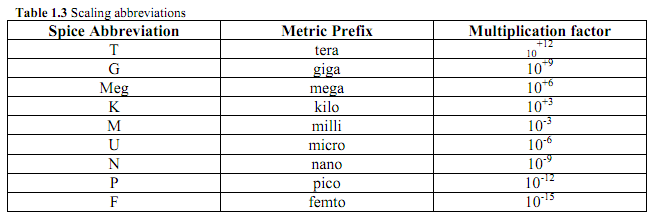 Table 1.3 Scaling abbreviations
Spice Abbreviation Metric Prefix Multiplication factor
T tera 10+12
G giga 10+9
Meg mega 10+6
K kilo 10+3
M milli 10-3
U micro 10-6
N nano 10-9
P pico 10-12
F femto 10-15